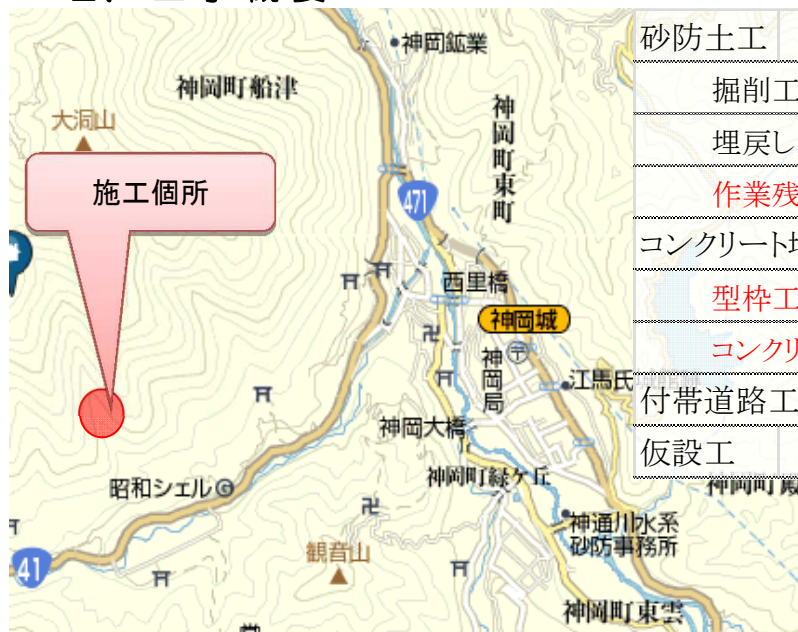 神岡鉱業
神岡町船津
大洞山
神岡町東町
施工個所
471
西里橋
神岡城
神岡局
江馬氏
神岡大橋
昭和シェル
神岡町緑ケ丘
神通川水系
砂防事務所
観音山
41
神岡町東雲
砂防土工
掘削工
埋戻し
作業残
コンクリート
型枠工
コンクリ
付帯道路工
仮設工
神岡町